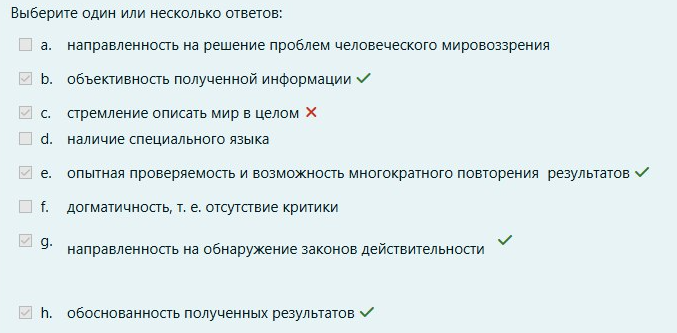 Выберите один или несколько ответов:
a. направленность на решение проблем человеческого мировоззрения
b. объективность полученной информации
c. стремление описать мир в целом
d. наличие специального языка
e. опытная проверяемость и возможность многократного повторения результатов
f. догматичность, т. е. отсутствие критики
g. направленность на обнаружение законов действительности
h. обоснованность полученных результатов